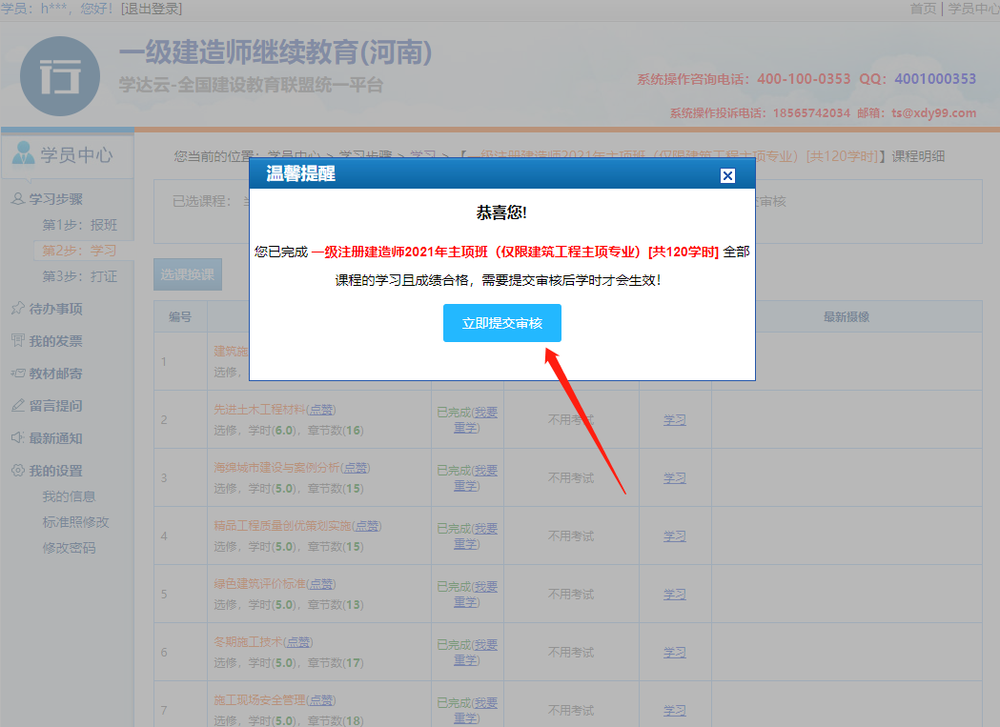 学员：h***，您好！[退出登录]
首页 | 学员中心
行
一级建造师继续教育(河南)
学达云-全国建设教育联盟统一平台
系统操作咨询电话：400-100-0353 QQ：4001000353
系统操作投诉电话：18565742034 邮箱：ts@xdy99.com
学员中心
学习步骤
第1步：报班
第2步：学习
第3步：打证
待办事项
我的发票
教材邮寄
留言提问
最新通知
我的设置
我的信息
标准照修改
修改密码
您当前的位置：学员中心 > 学习步骤 > 学习 > 【一级注册建造师2021年主项班（仅限建筑工程主项专业）[共120学时]】课程明细
已选课程：
审核
选课换课
温馨提醒
恭喜您!
您已完成 一级注册建造师2021年主项班（仅限建筑工程主项专业）[共120学时] 全部
课程的学习且成绩合格，需要提交审核后学时才会生效！
立即提交审核
编号
最新摄像
1
建筑施
选修，
2
先进土木工程材料(点赞)
选修，学时(6.0)，章节数(16)
已完成(我要
重学)
不用考试
学习
3
海绵城市建设与案例分析(点赞)
选修，学时(5.0)，章节数(15)
已完成(我要
重学)
不用考试
学习
4
精品工程质量创优策划实施(点赞)
选修，学时(5.0)，章节数(15)
已完成(我要
重学)
不用考试
学习
5
绿色建筑评价标准(点赞)
选修，学时(5.0)，章节数(13)
已完成(我要
重学)
不用考试
学习
6
冬期施工技术(点赞)
选修，学时(5.0)，章节数(17)
已完成(我要
重学)
不用考试
学习
7
施工现场安全管理(点赞)
选修，学时(5.0)，章节数(18)
已完成(我要
重学)
不用考试
学习